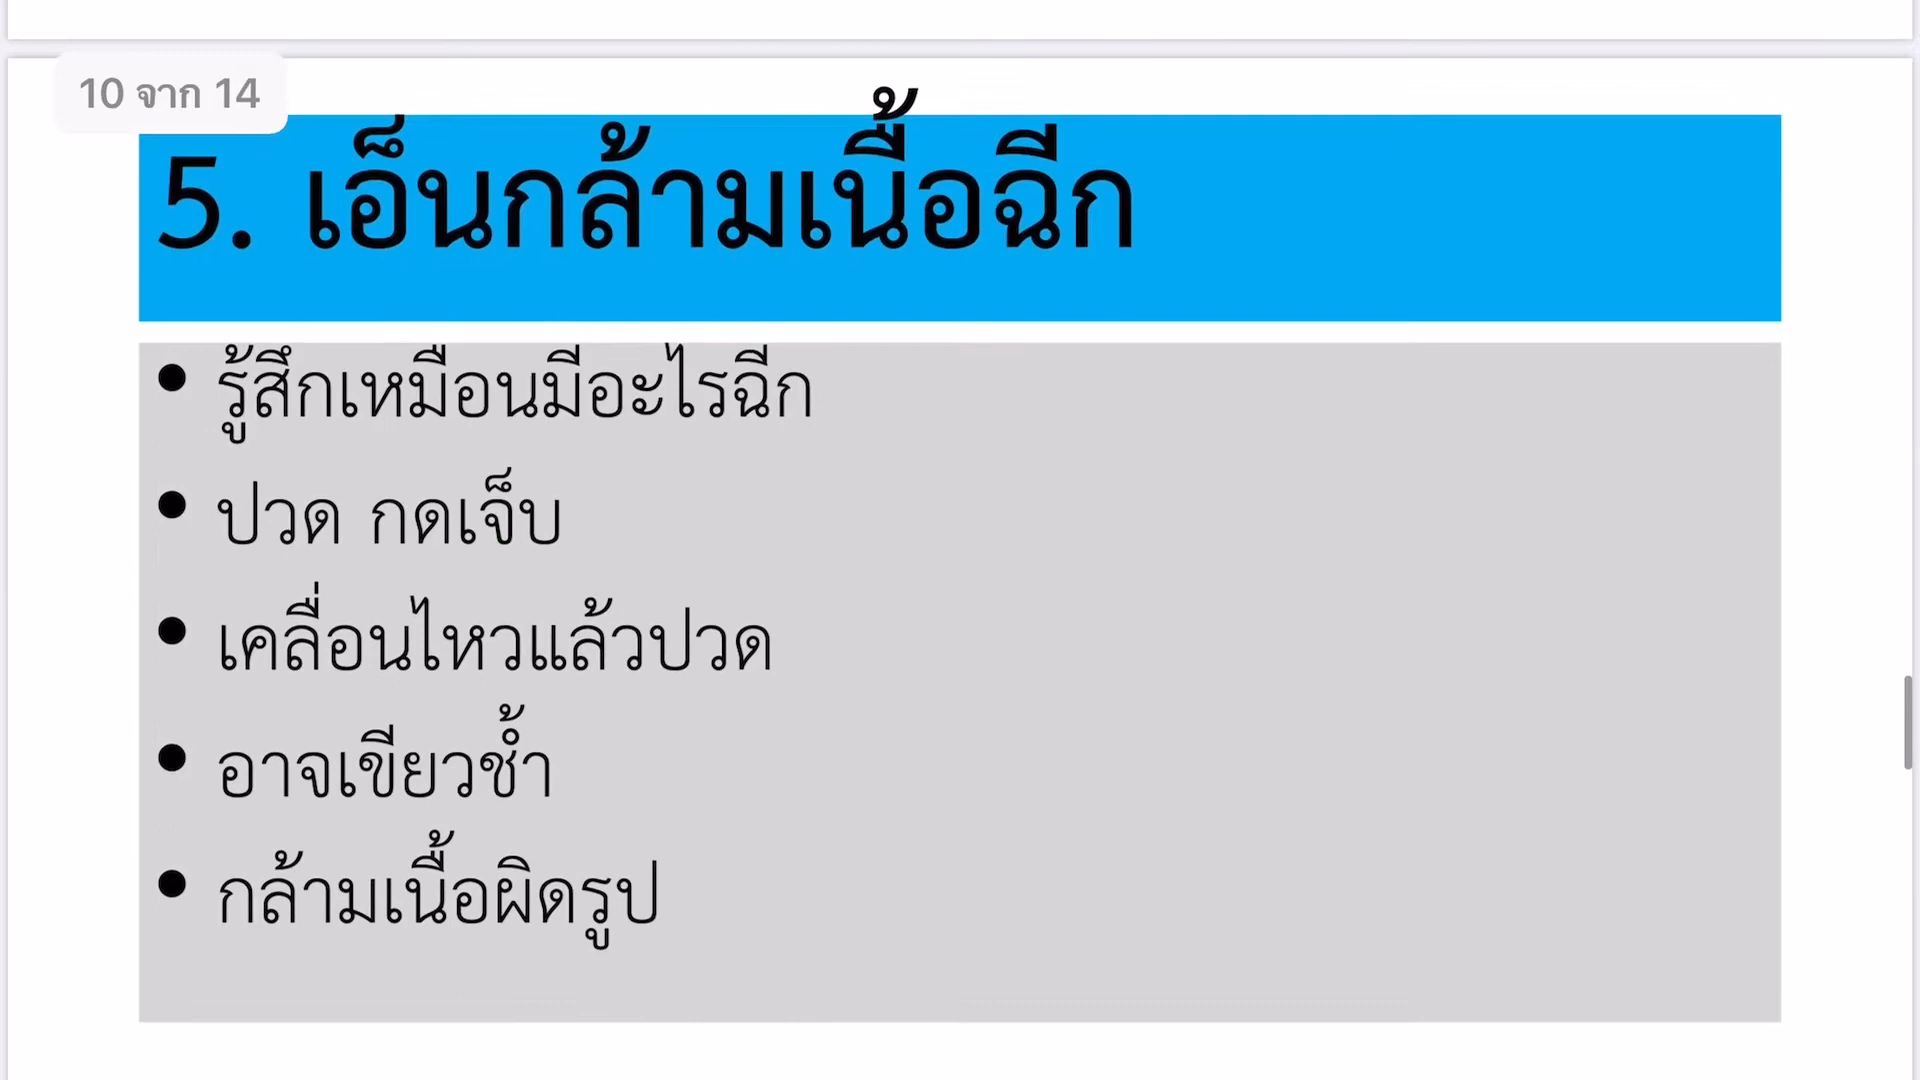 10 จาก 14
5. เอ็นกล้ามเนื้อฉีก
• รู้สึกเหมือนมีอะไรฉีก
• ปวด กดเจ็บ
• เคลื่อนไหวแล้วปวด
• อาจเขียวช้ำ
• กล้ามเนื้อผิดรูป